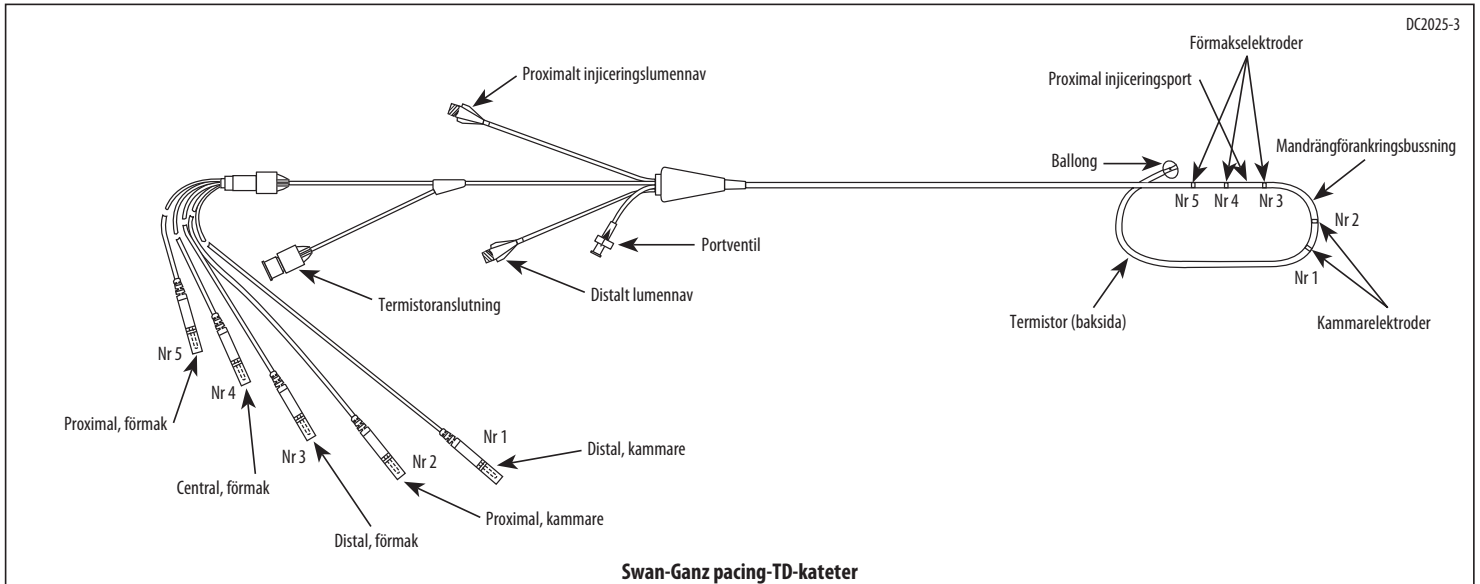 DC2025-3
Förmakselektroder
Proximalt injiceringslumennav
Proximal injiceringsport
Ballong
Mandrängförankringsbussning
Nr 5
Nr 4
Nr 3
Nr 2
Portventil
Nr 1
Distalt lumennav
Termistoranslutning
Termistor (baksida)
Kammarelektroder
Nr 5
Nr 4
Proximal, förmak
Nr 1
Distal, kammare
Nr 3
Nr 2
Central, förmak
Proximal, kammare
Distal, förmak
Swan-Ganz pacing-TD-kateter